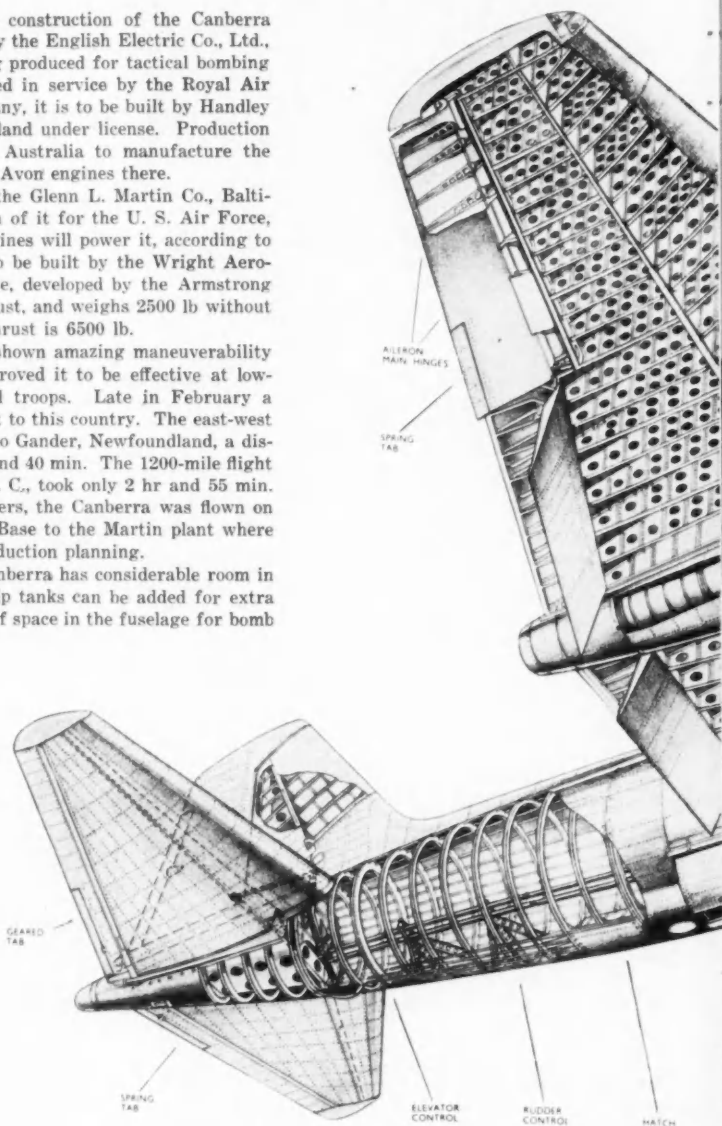 construction of the Canberra
y the English Electric Co., Ltd.,
produced for tactical bombing
ed in service by the Royal Air
any, it is to be built by Handley
land under license. Production
Australia to manufacture the
Avon engines there.
the Glenn L. Martin Co., Balti-
of it for the U. S. Air Force,
ines will power it, according to
o be built by the Wright Aero-
e, developed by the Armstrong
ust, and weighs 2500 lb without
hrust is 6500 lb.
shown amazing maneuverability
roved it to be effective at low-
l troops. Late in February a
to this country. The east-west
o Gander, Newfoundland, a dis-
nd 40 min. The 1200-mile flight
C., took only 2 hr and 55 min.
ers, the Canberra was flown on
Base to the Martin plant where
duction planning.
nberra has considerable room in
p tanks can be added for extra
f space in the fuselage for bomb
AILERON
MAIN HINGES
SPRING
TAB
GEARED
TAB
SPRING
TAB
ELEVATOR
CONTROL
RUDDER
CONTROL
HATCH